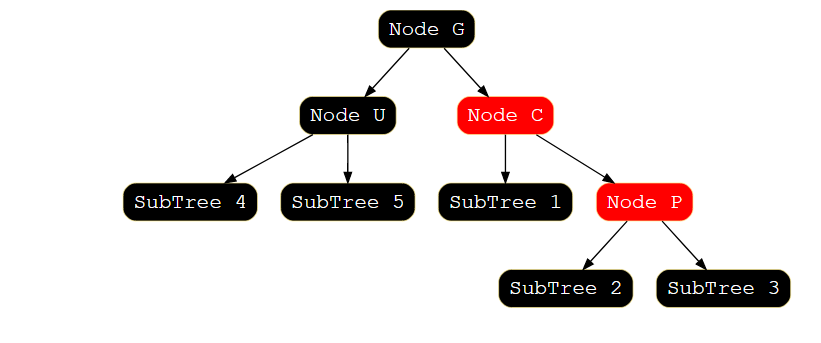 Node G
Node U
Node C
SubTree 4
SubTree 5
SubTree 1
Node P
SubTree 2
SubTree 3